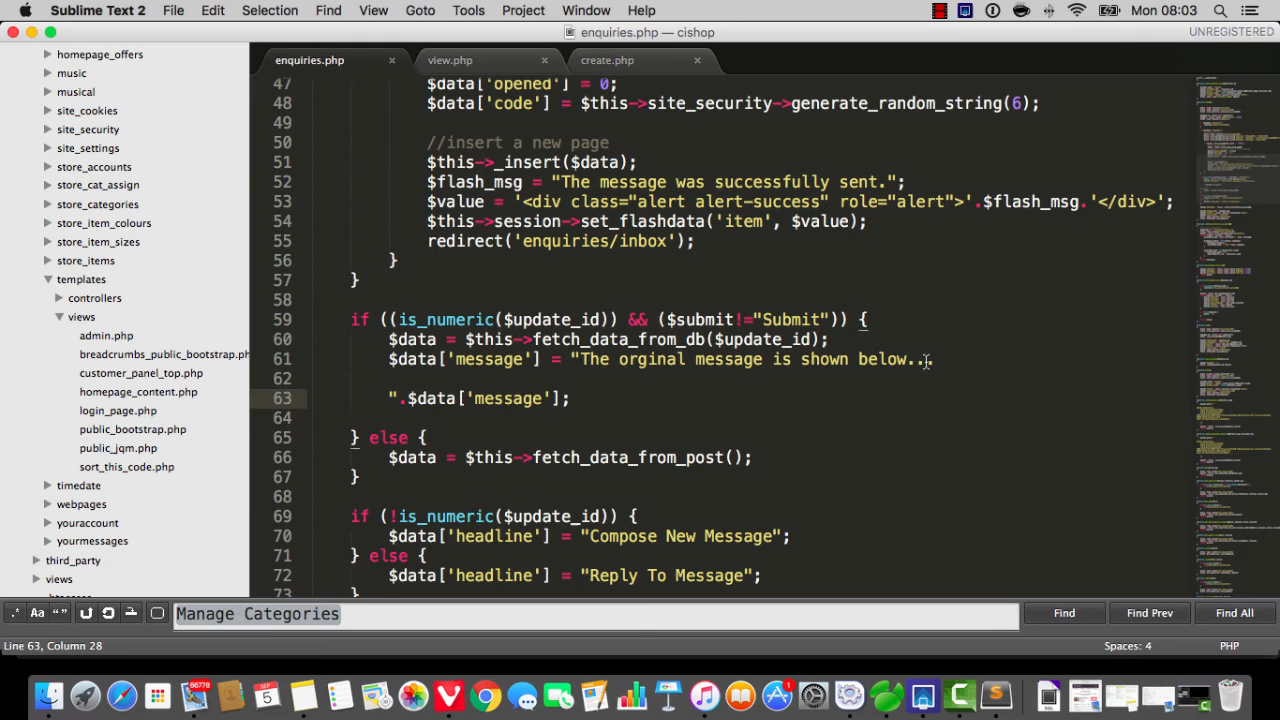 Sublime Text 2 File Edit Selection Find View Goto Tools Project Window Help Mon 08:03
enquiries.php — cishop UNREGISTERED
homepage_offers
music
musical
site_cookies
site_security
site_settings
store_accounts
store_cat_assign
store_categories
store_item_colours
store_item_sizes
store_items
templates
controllers
views
admin.php
breadcrumbs_public_bootstrap.ph
customer_panel_top.php
homepage_content.php
login_page.php
public_bootstrap.php
public_jqm.php
sort_this_code.php
timedate
webpages
youraccount
yourmessages
third_party
views
enquiries.php × view.php × create.php ×
47 $data['opened'] = 0;
48 $data['code'] = $this->site_security->generate_random_string(6);
49
50 //insert a new page
51 $this->_insert($data);
52 $flash_msg = "The message was successfully sent.";
53 $value = '<div class="alert alert-success" role="alert">'.$flash_msg.'</div>';
54 $this->session->set_flashdata('item', $value);
55 redirect('enquiries/inbox');
56 }
57 }
58
59 if ((is_numeric($update_id)) && ($submit!="Submit")) {
60 $data = $this->fetch_data_from_db($update_id);
61 $data['message'] = "The orginal message is shown below...
62
63 ".$data['message'];
64
65 } else {
66 $data = $this->fetch_data_from_post();
67 }
68
69 if (!is_numeric($update_id)) {
70 $data['headline'] = "Compose New Message";
71 } else {
72 $data['headline'] = "Reply To Message";
73 }
.* Aa “” Manage Categories Find Find Prev Find All
Line 63, Column 28 Spaces: 4 PHP
66778
SEP
5
1